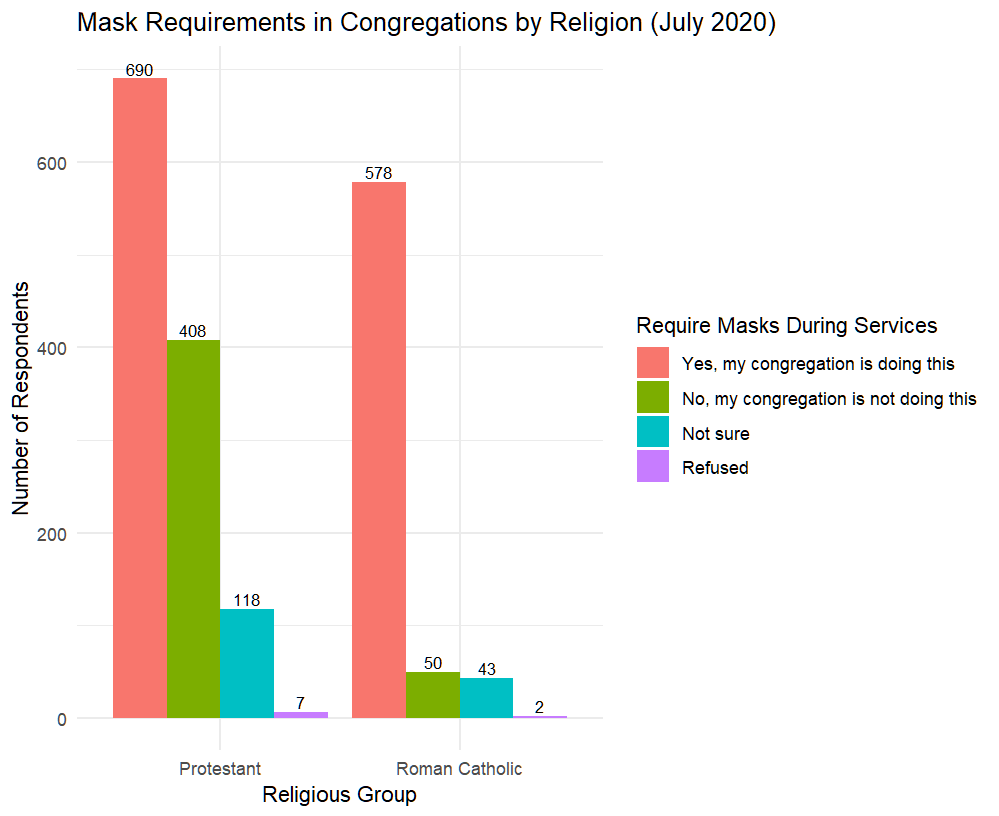 Mask Requirements in Congregations by Religion (July 2020)
690
578
600
408
400
200
118
50
43
7
2
0
Number of Respondents
Protestant
Roman Catholic
Religious Group
Require Masks During Services
Yes, my congregation is doing this
No, my congregation is not doing this
Not sure
Refused